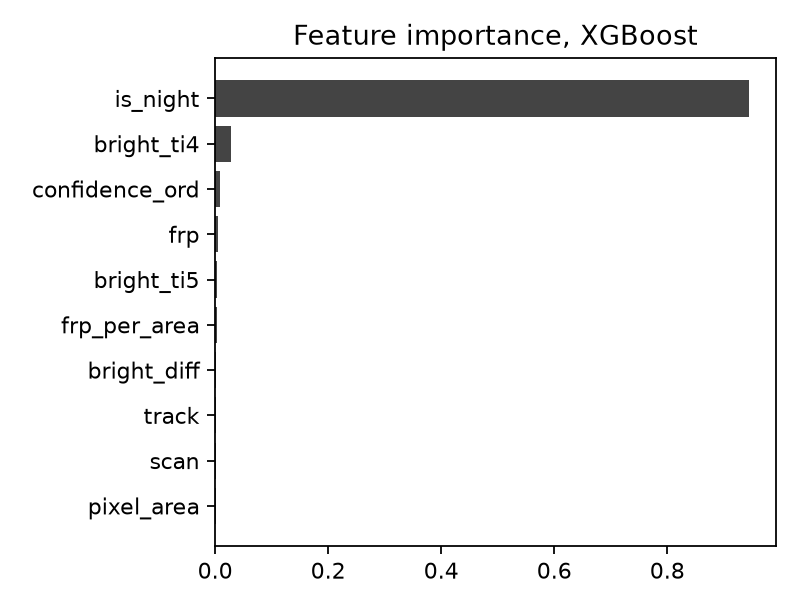 Feature importance, XGBoost
is_night
bright_ti4
confidence_ord
frp
bright_ti5
frp_per_area
bright_diff
track
scan
pixel_area
0.0 0.2 0.4 0.6 0.8